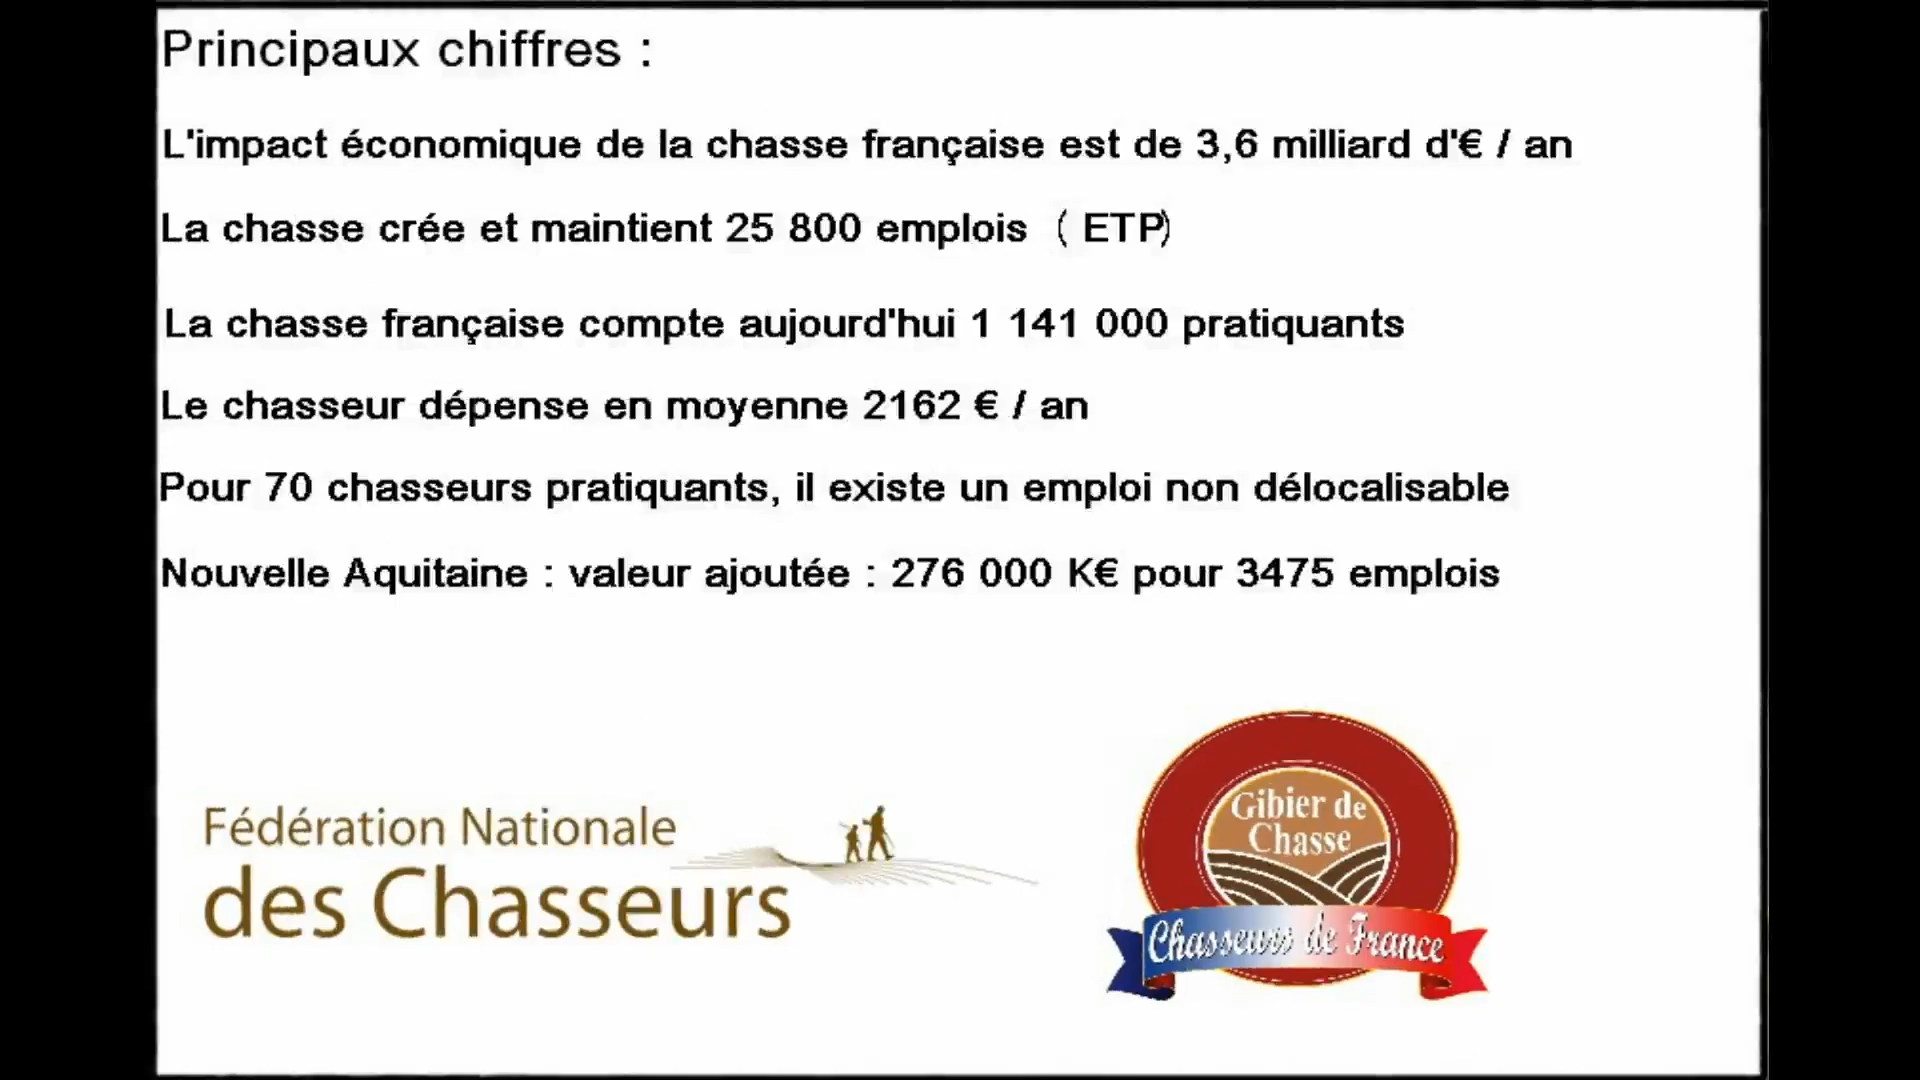 Principaux chiffres :
L'impact économique de la chasse française est de 3,6 milliard d'€ / an
La chasse crée et maintient 25 800 emplois ( ETP)
La chasse française compte aujourd'hui 1 141 000 pratiquants
Le chasseur dépense en moyenne 2162 € / an
Pour 70 chasseurs pratiquants, il existe un emploi non délocalisable
Nouvelle Aquitaine : valeur ajoutée : 276 000 K€ pour 3475 emplois
Fédération Nationale
des Chasseurs
Gibier de
Chasse
Chasseurs de France